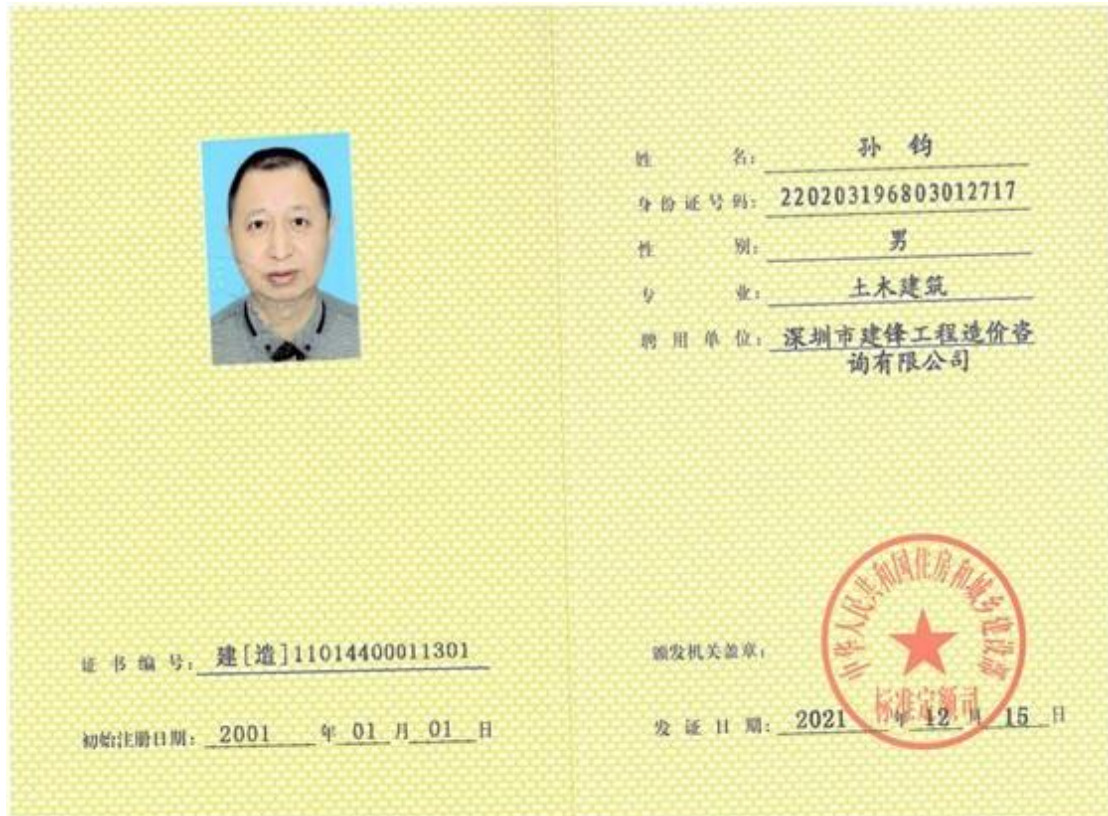 姓 名: 孙 钧
身份证号码: 220203196803012717
性 别: 男
专 业: 土木建筑
聘用单位: 深圳市建锋工程造价咨
询有限公司
证书编号: 建[造]11014400011301
初始注册日期: 2001 年 01 月 01 日
颁发机关盖章:
中华人民共和国住房和城乡建设部
标准定额司
发证日期: 2021 年 12 月 15 日